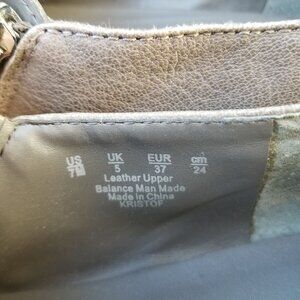 US UK EUR cm
7M 5 37 24
Leather Upper
Balance Man Made
Made in China
KRISTOF